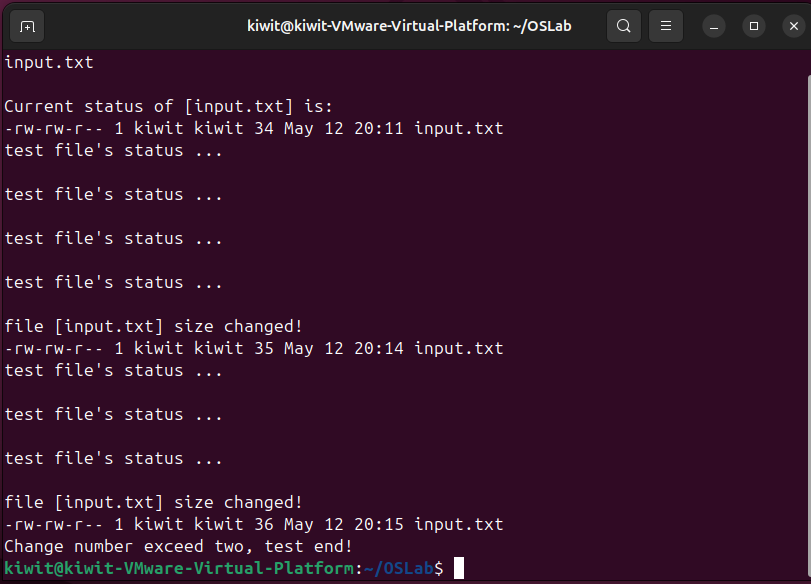 kiwit@kiwit-VMware-Virtual-Platform: ~/OSLab
input.txt
Current status of [input.txt] is:
-rw-rw-r-- 1 kiwit kiwit 34 May 12 20:11 input.txt
test file's status ...
test file's status ...
test file's status ...
test file's status ...
file [input.txt] size changed!
-rw-rw-r-- 1 kiwit kiwit 35 May 12 20:14 input.txt
test file's status ...
test file's status ...
test file's status ...
file [input.txt] size changed!
-rw-rw-r-- 1 kiwit kiwit 36 May 12 20:15 input.txt
Change number exceed two, test end!
kiwit@kiwit-VMware-Virtual-Platform:~/OSLab$